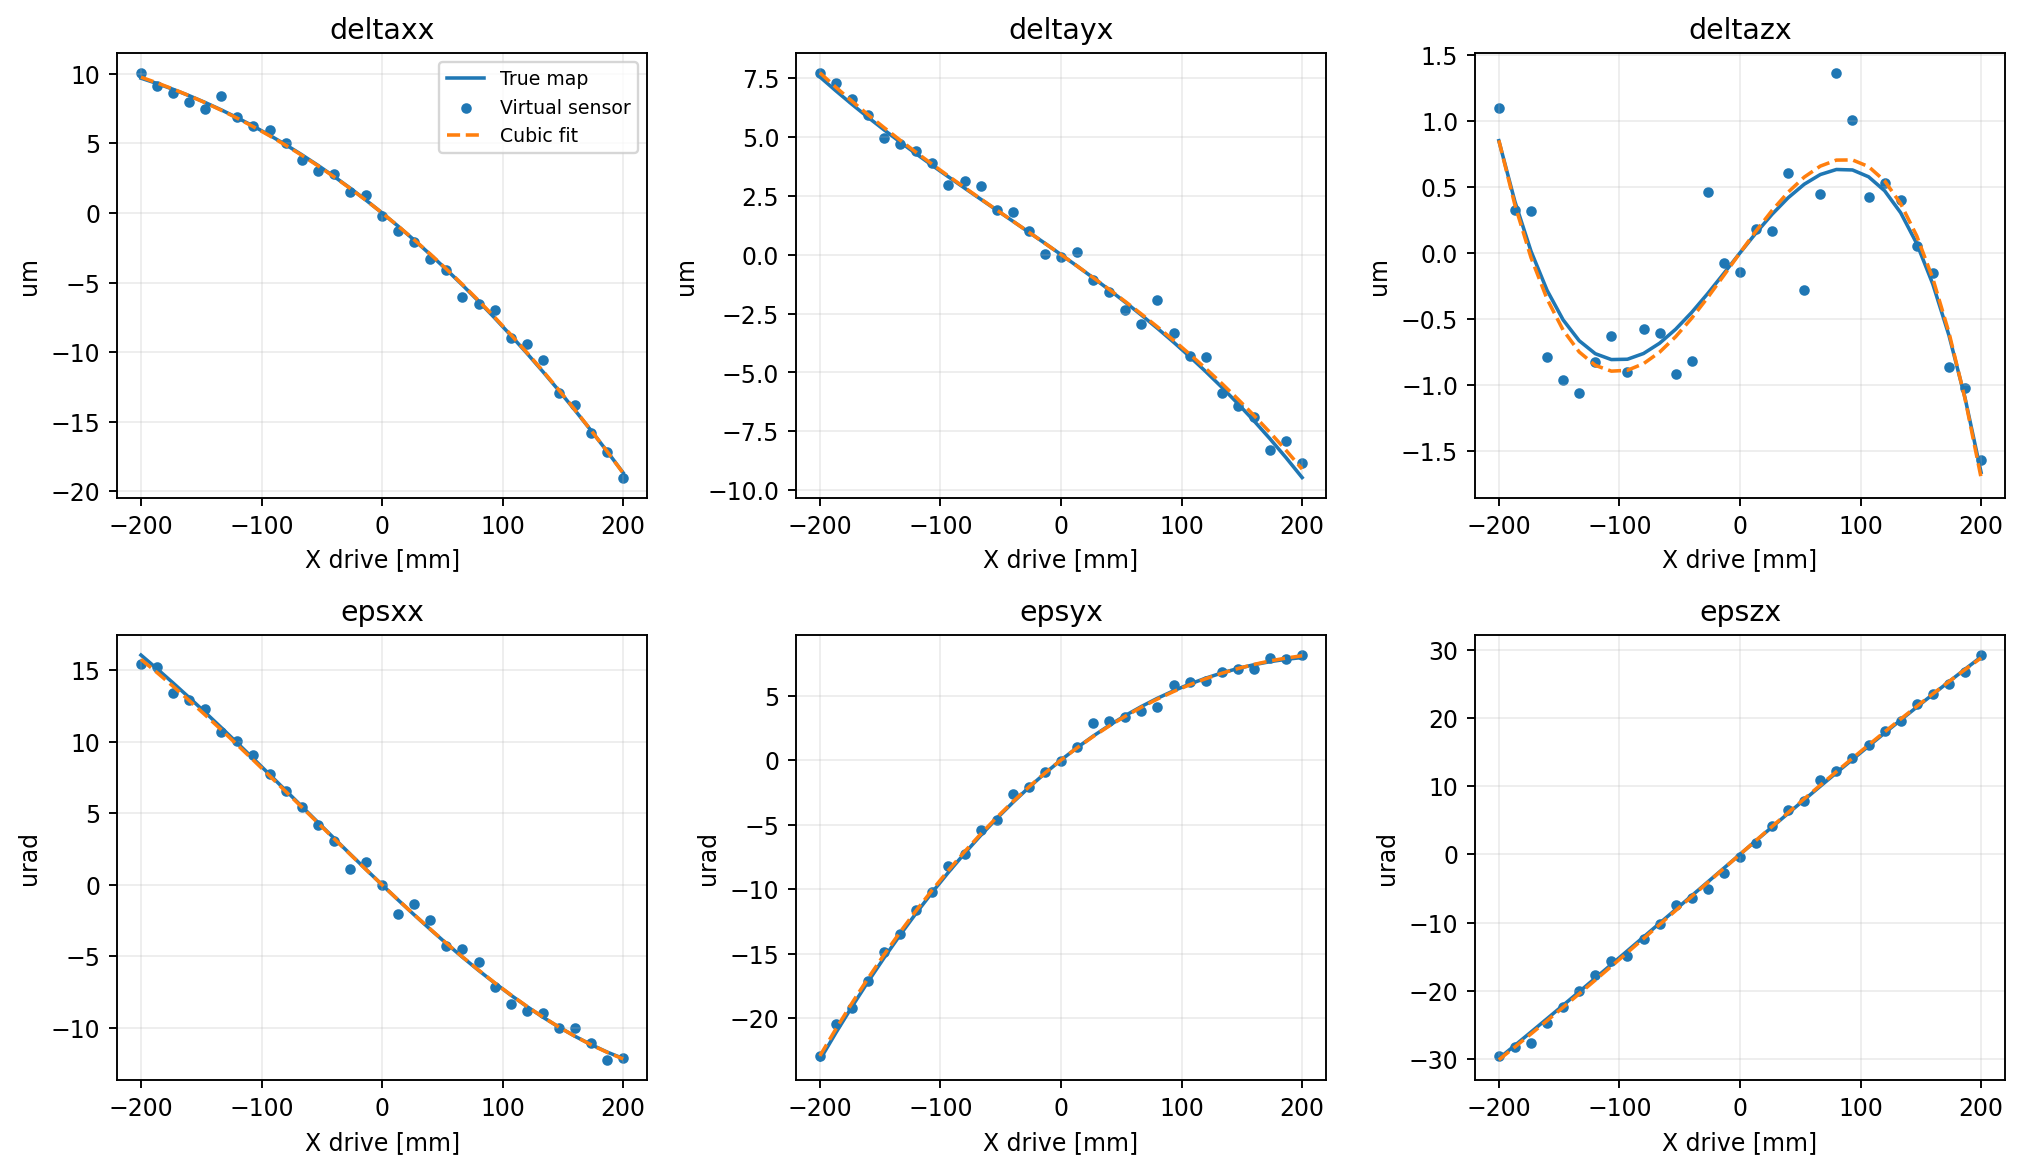 deltaxx
10
5
0
−5
−10
−15
−20
um
−200 −100 0 100 200
X drive [mm]
True map
Virtual sensor
Cubic fit
deltayx
7.5
5.0
2.5
0.0
−2.5
−5.0
−7.5
−10.0
um
−200 −100 0 100 200
X drive [mm]
deltazx
1.5
1.0
0.5
0.0
−0.5
−1.0
−1.5
um
−200 −100 0 100 200
X drive [mm]
epsxx
15
10
5
0
−5
−10
urad
−200 −100 0 100 200
X drive [mm]
epsyx
5
0
−5
−10
−15
−20
urad
−200 −100 0 100 200
X drive [mm]
epszx
30
20
10
0
−10
−20
−30
urad
−200 −100 0 100 200
X drive [mm]